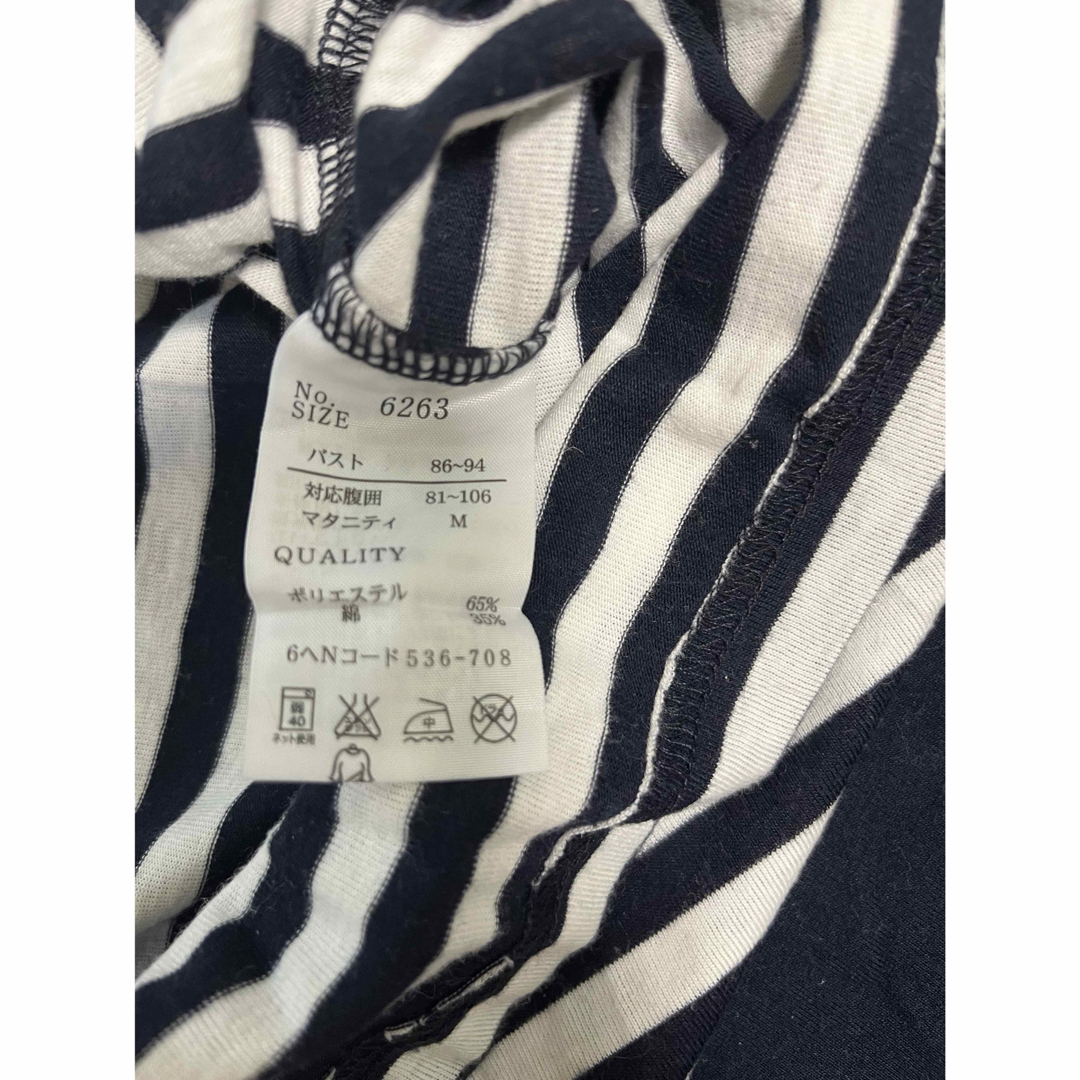 No. 6263
SIZE
バスト 86~94
対応腹囲 81~106
マタニティ M
QUALITY
ポリエステル 65%
綿 35%
6ヘNコード536-708
弱
40
中
ネット使用